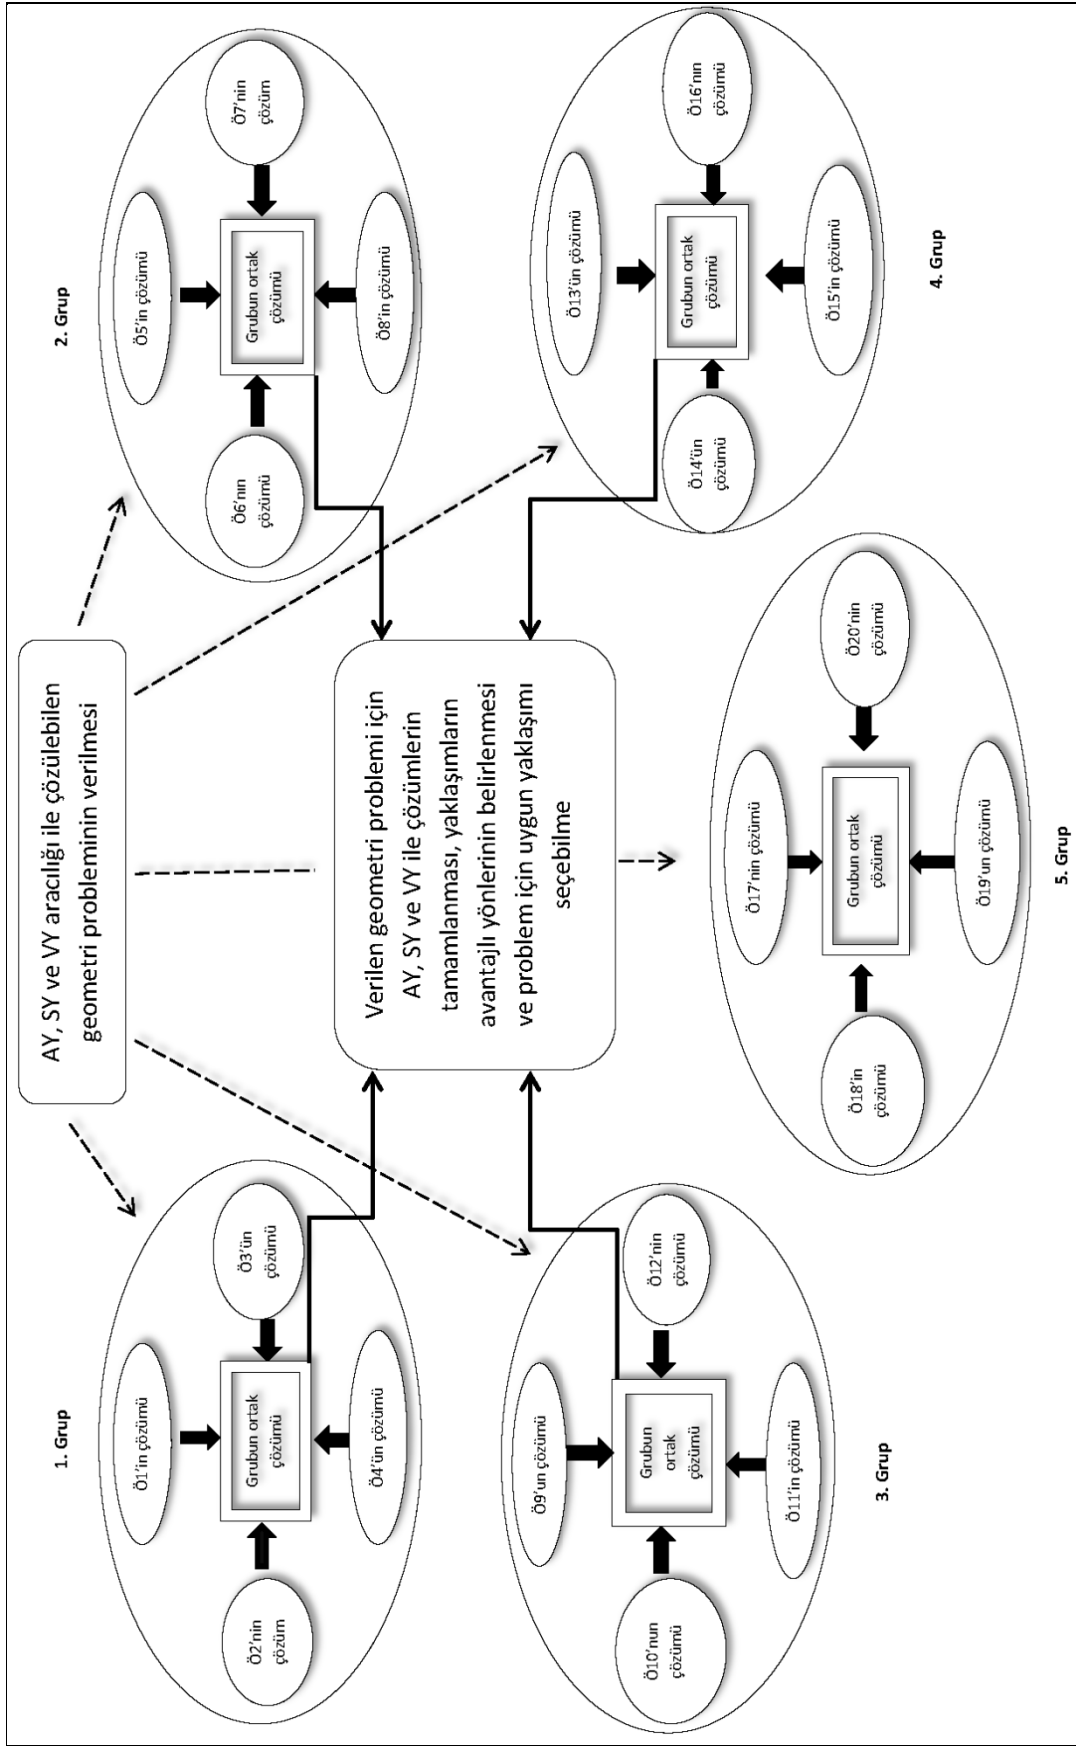 AY, SY ve VY aracılığı ile çözülebilen
geometri probleminin verilmesi
1. Grup
Ö1'in çözümü
Ö2'nin
çözüm
Grubun ortak
çözümü
Ö3'ün
çözümü
Ö4'ün çözümü
2. Grup
Ö5'in çözümü
Ö6'nın
çözümü
Grubun ortak
çözümü
Ö7'nin
çözüm
Ö8'in çözümü
Verilen geometri problemi için
AY, SY ve VY ile çözümlerin
tamamlanması, yaklaşımların
avantajlı yönlerinin belirlenmesi
ve problem için uygun yaklaşımı
seçebilme
Ö9'un çözümü
Ö10'nun
çözümü
Grubun
ortak
çözümü
Ö12'nin
çözümü
Ö11'in çözümü
3. Grup
Ö13'ün çözümü
Ö14'ün
çözümü
Grubun ortak
çözümü
Ö16'nın
çözümü
Ö15'in çözümü
4. Grup
Ö17'nin çözümü
Ö18'in
çözümü
Grubun ortak
çözümü
Ö20'nin
çözümü
Ö19'un çözümü
5. Grup